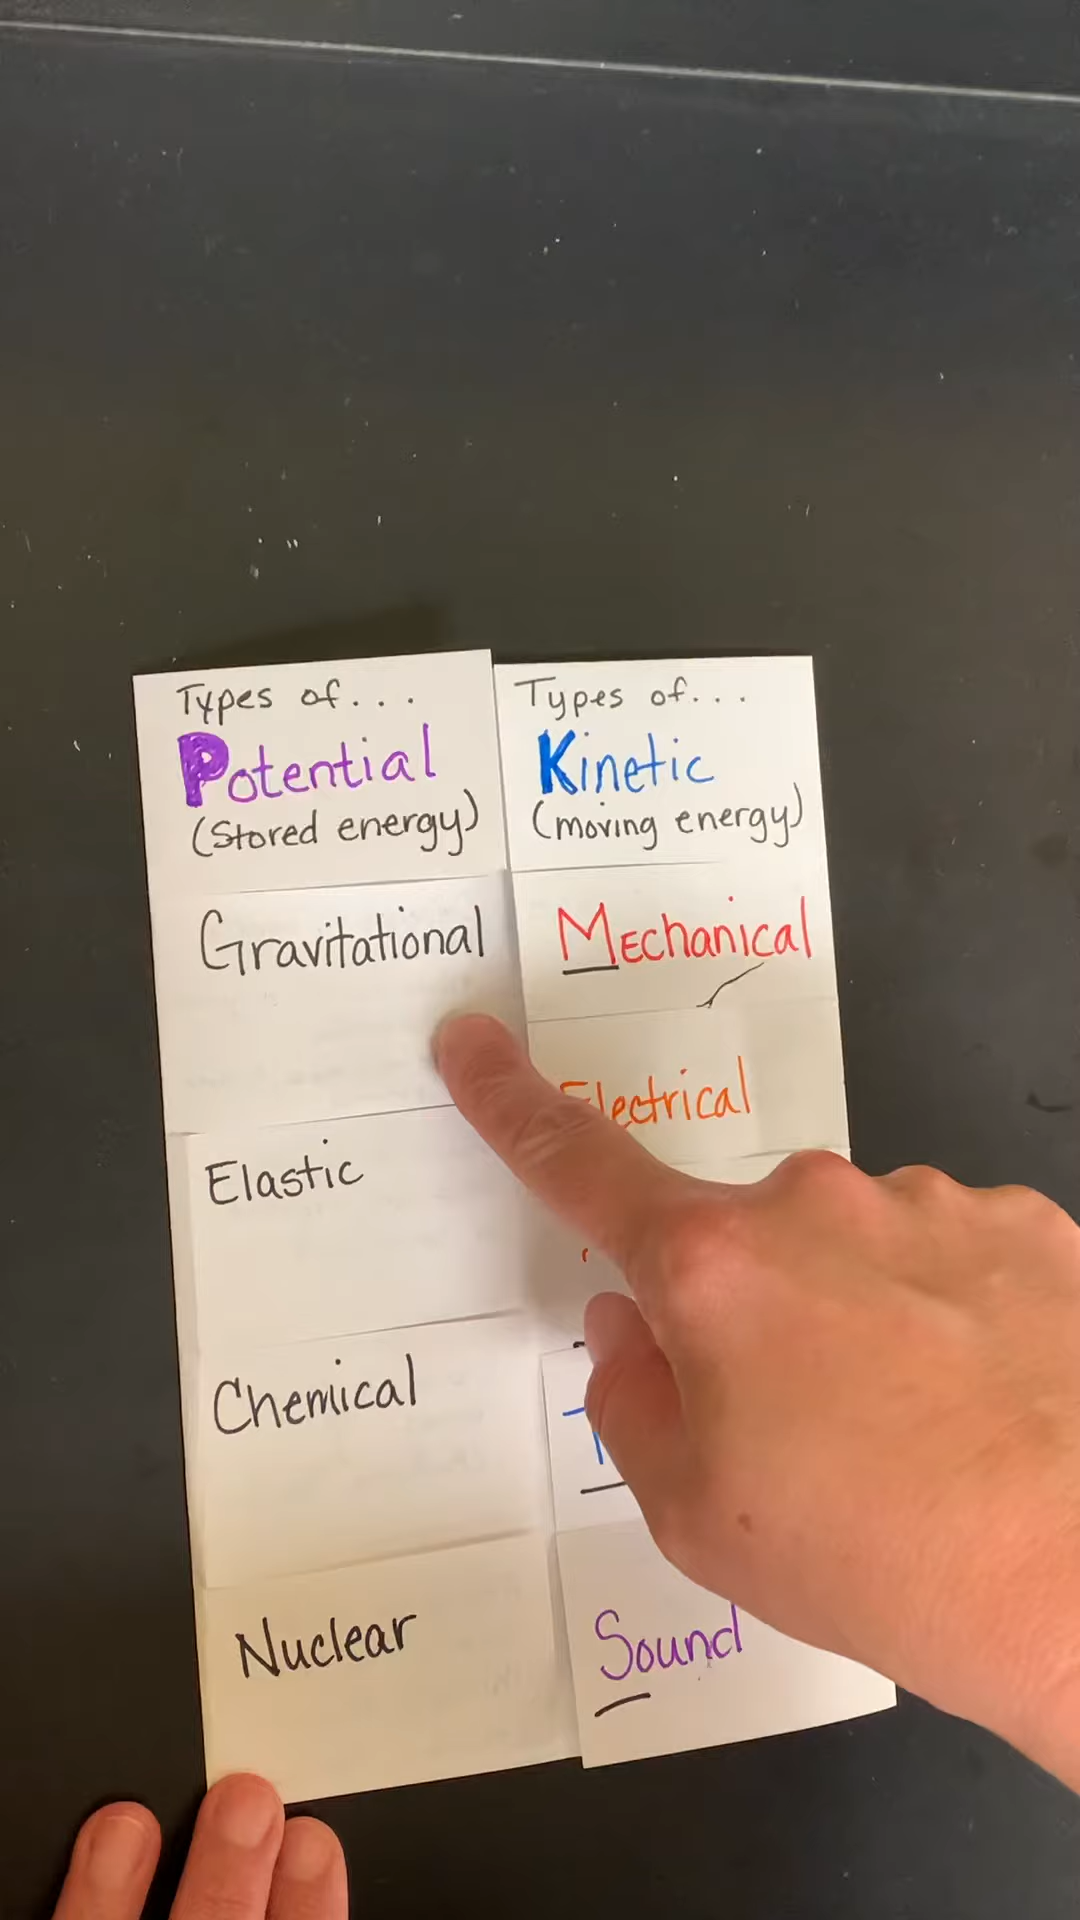 Types of...
Potential
(Stored energy)
Gravitational
Elastic
Chemical
Nuclear
Types of...
Kinetic
(moving energy)
Mechanical
Electrical
Sound